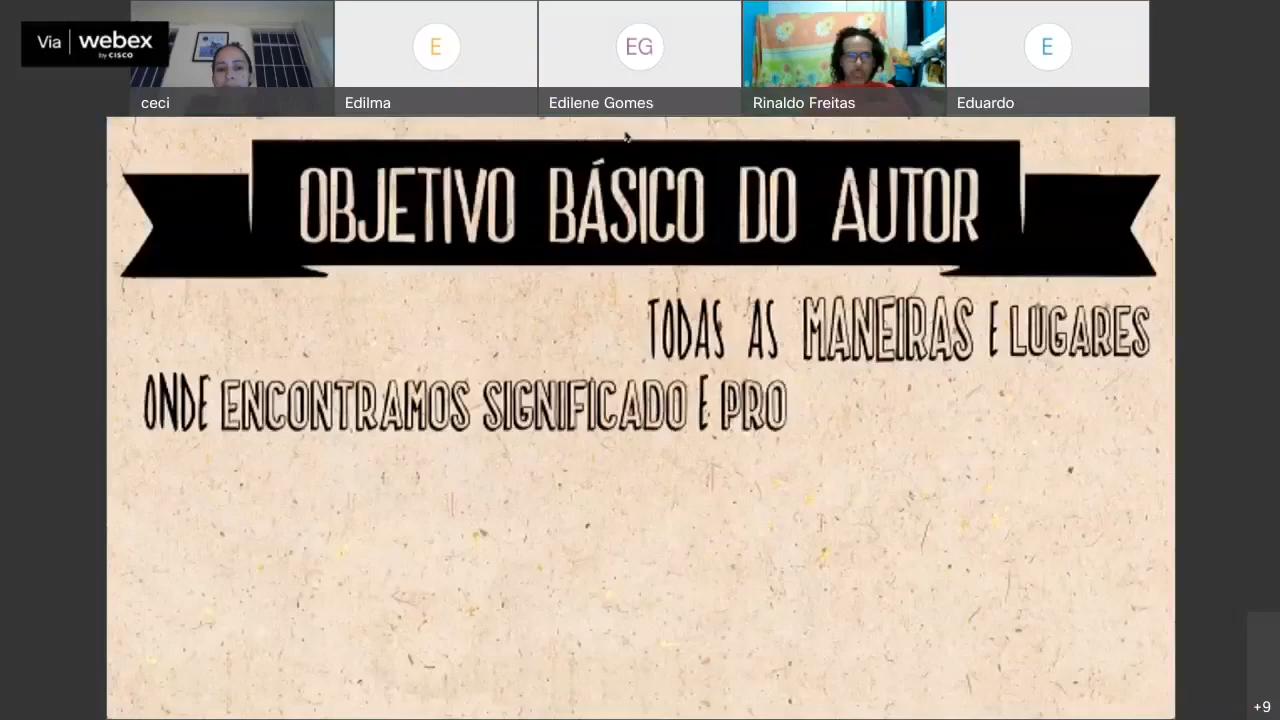 Via webex
by CISCO
E
EG
E
ceci
Edilma
Edilene Gomes
Rinaldo Freitas
Eduardo
OBJETIVO BÁSICO DO AUTOR
TODAS AS MANEIRAS E LUGARES
ONDE ENCONTRAMOS SIGNIFICADO E PRO
+9